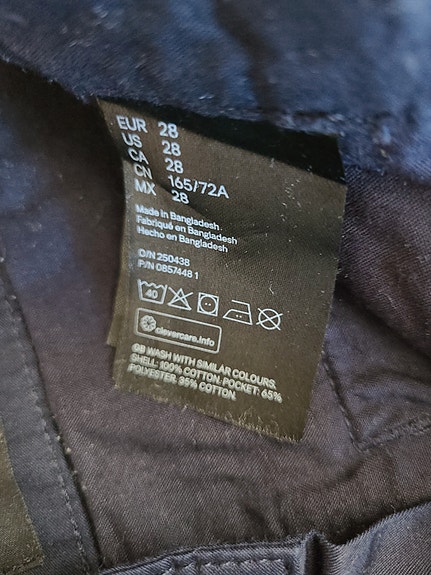 EUR 28
US 28
CA 28
CN 165/72A
MX 28
Made in Bangladesh
Fabriqué en Bangladesh
Hecho en Bangladesh
O/N 250438
P/N 0857448 1
40
clevercare.info
GB WASH WITH SIMILAR COLOURS.
SHELL: 100% COTTON. POCKET: 65%
POLYESTER, 35% COTTON.